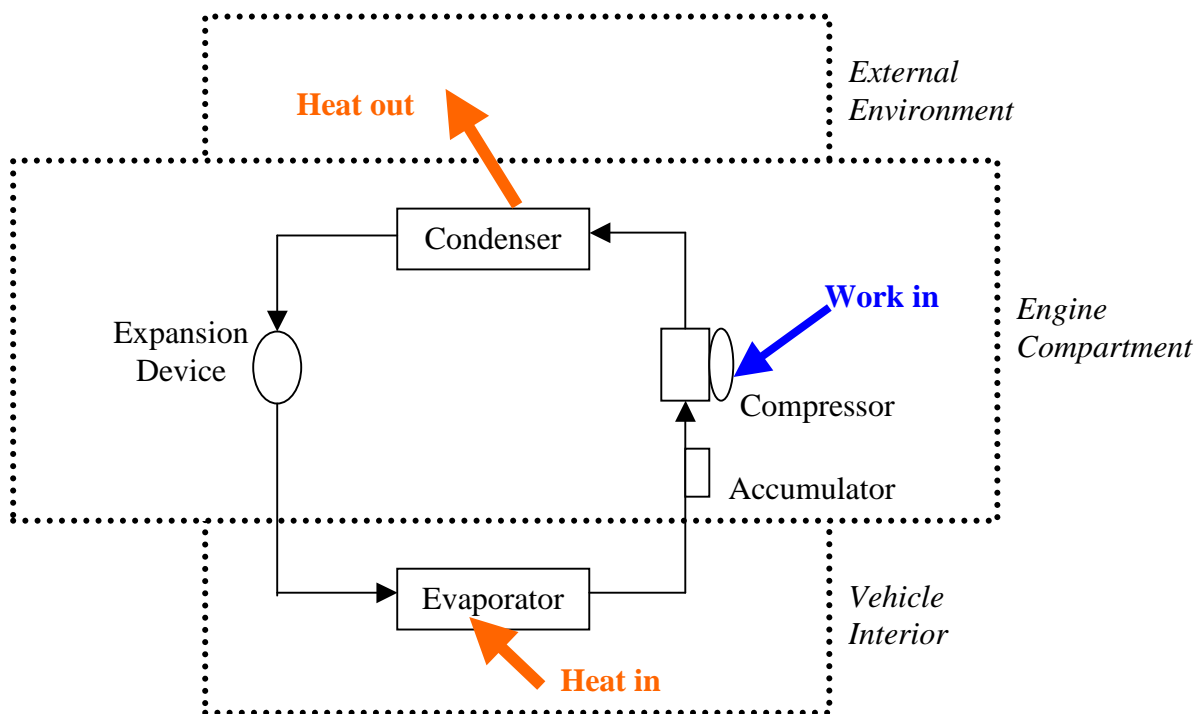 External
Environment
Heat out
Condenser
Work in
Engine
Compartment
Expansion
Device
Compressor
Accumulator
Evaporator
Vehicle
Interior
Heat in